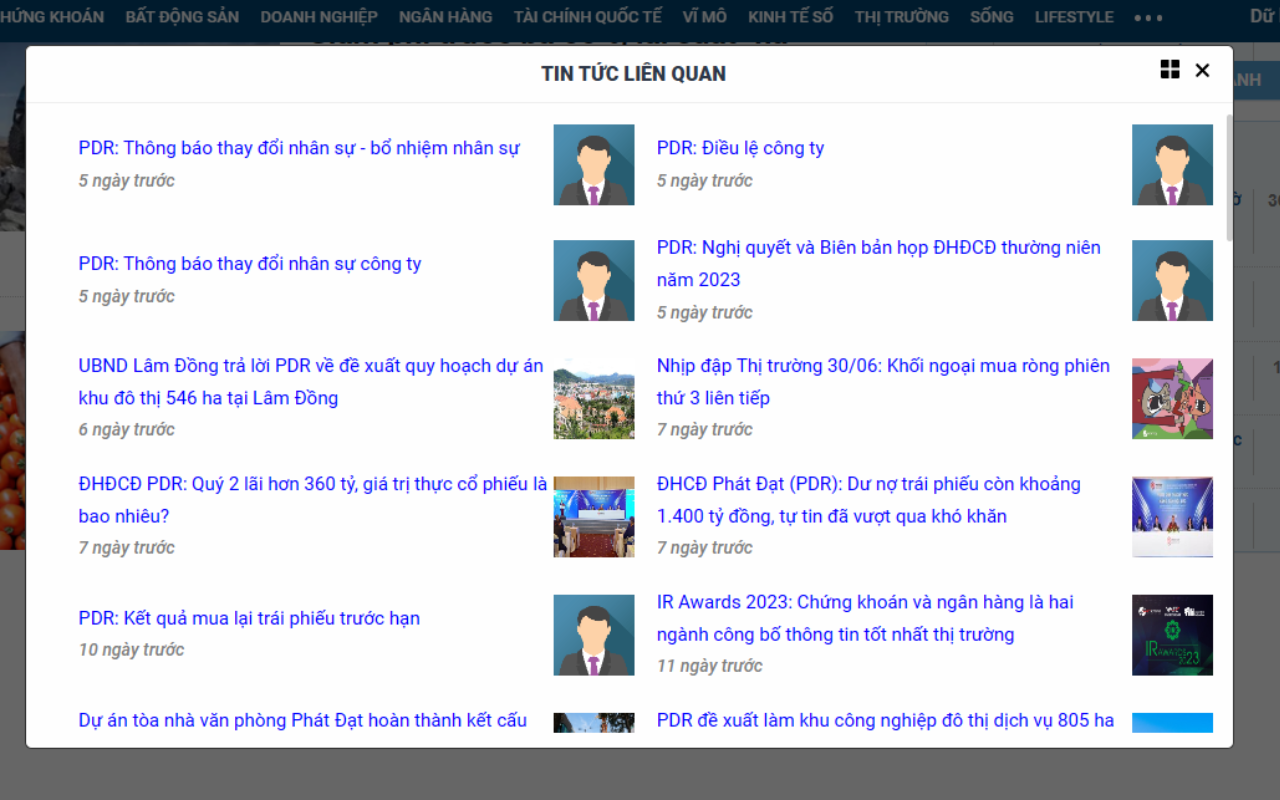 HỨNG KHOÁN BẤT ĐỘNG SẢN DOANH NGHIỆP NGÂN HÀNG TÀI CHÍNH QUỐC TẾ VĨ MÔ KINH TẾ SỐ THỊ TRƯỜNG SỐNG LIFESTYLE
TIN TỨC LIÊN QUAN
PDR: Thông báo thay đổi nhân sự - bổ nhiệm nhân sự
5 ngày trước
PDR: Điều lệ công ty
5 ngày trước
PDR: Thông báo thay đổi nhân sự công ty
5 ngày trước
PDR: Nghị quyết và Biên bản họp ĐHĐCĐ thường niên
năm 2023
5 ngày trước
UBND Lâm Đồng trả lời PDR về đề xuất quy hoạch dự án
khu đô thị 546 ha tại Lâm Đồng
6 ngày trước
Nhịp đập Thị trường 30/06: Khối ngoại mua ròng phiên
thứ 3 liên tiếp
7 ngày trước
ĐHĐCĐ PDR: Quý 2 lãi hơn 360 tỷ, giá trị thực cổ phiếu là
bao nhiêu?
7 ngày trước
ĐHCĐ Phát Đạt (PDR): Dư nợ trái phiếu còn khoảng
1.400 tỷ đồng, tự tin đã vượt qua khó khăn
7 ngày trước
PDR: Kết quả mua lại trái phiếu trước hạn
10 ngày trước
IR Awards 2023: Chứng khoán và ngân hàng là hai
ngành công bố thông tin tốt nhất thị trường
11 ngày trước
IR AWARDS
2023
Dự án tòa nhà văn phòng Phát Đạt hoàn thành kết cấu
PDR đề xuất làm khu công nghiệp đô thị dịch vụ 805 ha